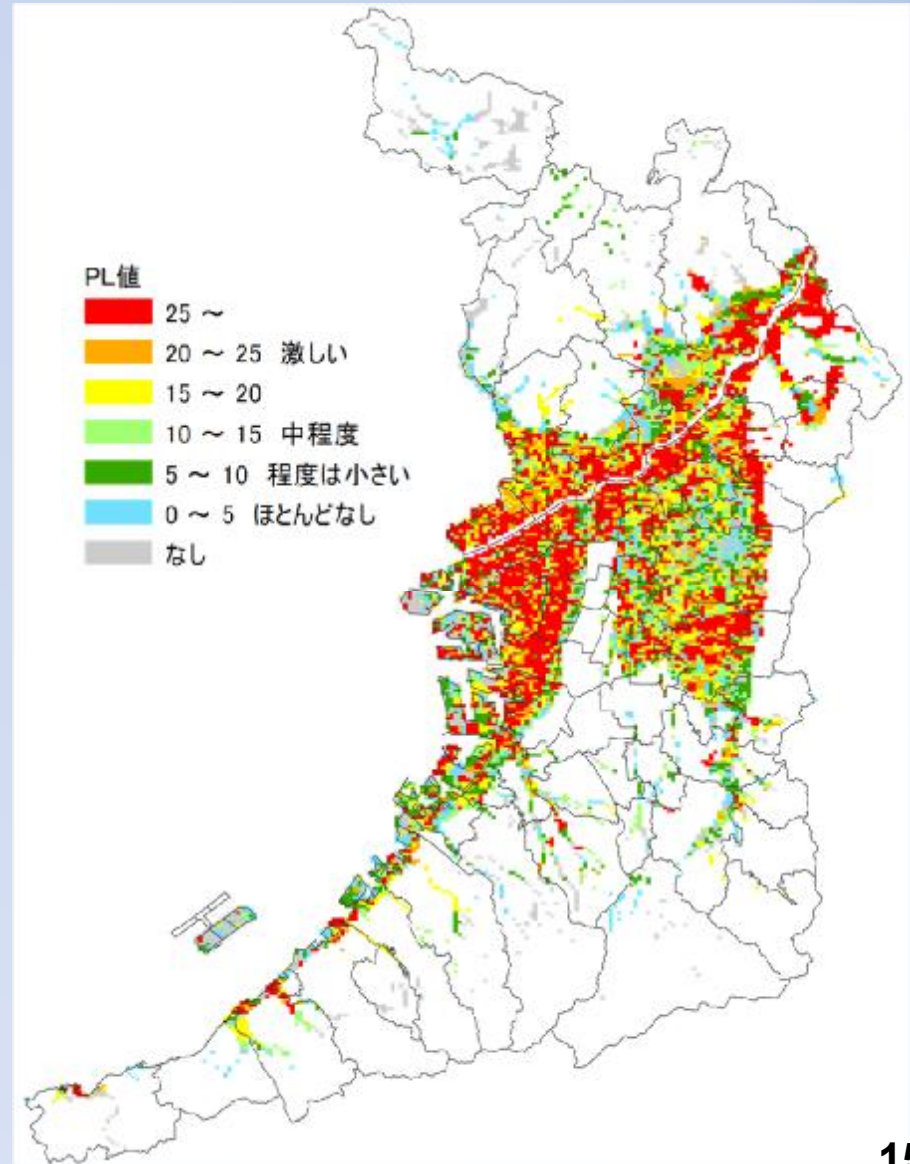 PL値
25 ～
20 ～ 25 激しい
15 ～ 20
10 ～ 15 中程度
5 ～ 10 程度は小さい
0 ～ 5 ほとんどなし
なし
15